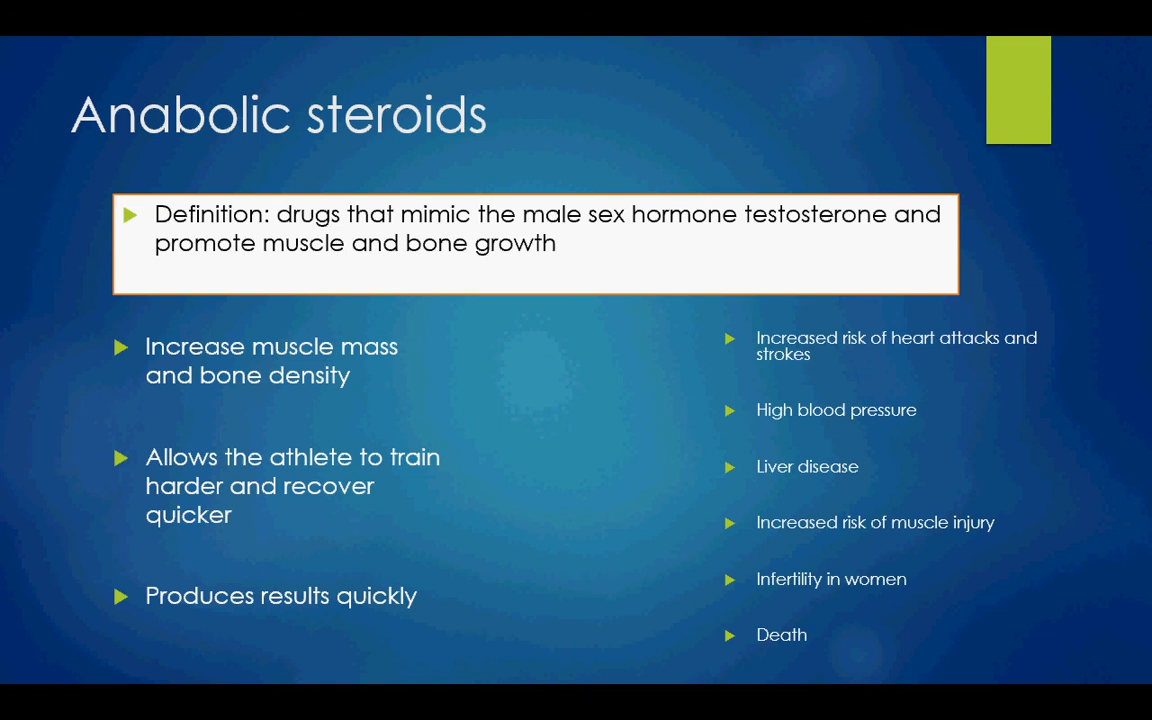 Anabolic steroids
Definition: drugs that mimic the male sex hormone testosterone and
promote muscle and bone growth
Increase muscle mass
and bone density
Allows the athlete to train
harder and recover
quicker
Produces results quickly
Increased risk of heart attacks and
strokes
High blood pressure
Liver disease
Increased risk of muscle injury
Infertility in women
Death